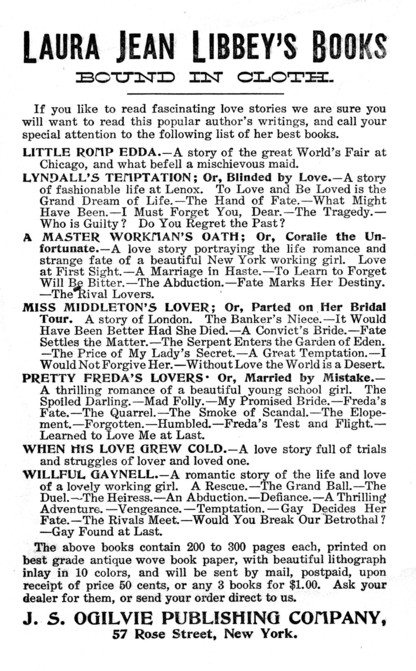 LAURA JEAN LIBBEY'S BOOKS
BOUND IN CLOTH.
If you like to read fascinating love stories we are sure you
will want to read this popular author's writings, and call your
special attention to the following list of her best books.
LITTLE ROMP EDDA.—A story of the great World's Fair at
Chicago, and what befell a mischievous maid.
LYNDALL'S TEMPTATION; Or, Blinded by Love.—A story
of fashionable life at Lenox. To Love and Be Loved is the
Grand Dream of Life.—The Hand of Fate.—What Might
Have Been.—I Must Forget You, Dear.—The Tragedy.—
Who is Guilty? Do You Regret the Past?
A MASTER WORKMAN'S OATH; Or, Coralie the Un-
fortunate.—A love story portraying the life romance and
strange fate of a beautiful New York working girl. Love
at First Sight.—A Marriage in Haste.—To Learn to Forget
Will Be Bitter.—The Abduction.—Fate Marks Her Destiny.
—The Rival Lovers.
MISS MIDDLETON'S LOVER; Or, Parted on Her Bridal
Tour. A story of London. The Banker's Niece.—It Would
Have Been Better Had She Died.—A Convict's Bride.—Fate
Settles the Matter.—The Serpent Enters the Garden of Eden.
—The Price of My Lady's Secret.—A Great Temptation.—I
Would Not Forgive Her.—Without Love the World is a Desert.
PRETTY FREDA'S LOVERS· Or, Married by Mistake.—
A thrilling romance of a beautiful young school girl. The
Spoiled Darling.—Mad Folly.—My Promised Bride.—Freda's
Fate.—The Quarrel.—The Smoke of Scandal.—The Elope-
ment.—Forgotten.—Humbled.—Freda's Test and Flight.—
Learned to Love Me at Last.
WHEN HIS LOVE GREW COLD.—A love story full of trials
and struggles of lover and loved one.
WILLFUL GAYNELL.—A romantic story of the life and love
of a lovely working girl. A Rescue.—The Grand Ball.—The
Duel.—The Heiress.—An Abduction.—Defiance.—A Thrilling
Adventure.—Vengeance.—Temptation.—Gay Decides Her
Fate.—The Rivals Meet.—Would You Break Our Betrothal?
—Gay Found at Last.
The above books contain 200 to 300 pages each, printed on
best grade antique wove book paper, with beautiful lithograph
inlay in 10 colors, and will be sent by mail, postpaid, upon
receipt of price 50 cents, or any 3 books for $1.00. Ask your
dealer for them, or send your order direct to us.
J. S. OGILVIE PUBLISHING COMPANY,
57 Rose Street, New York.